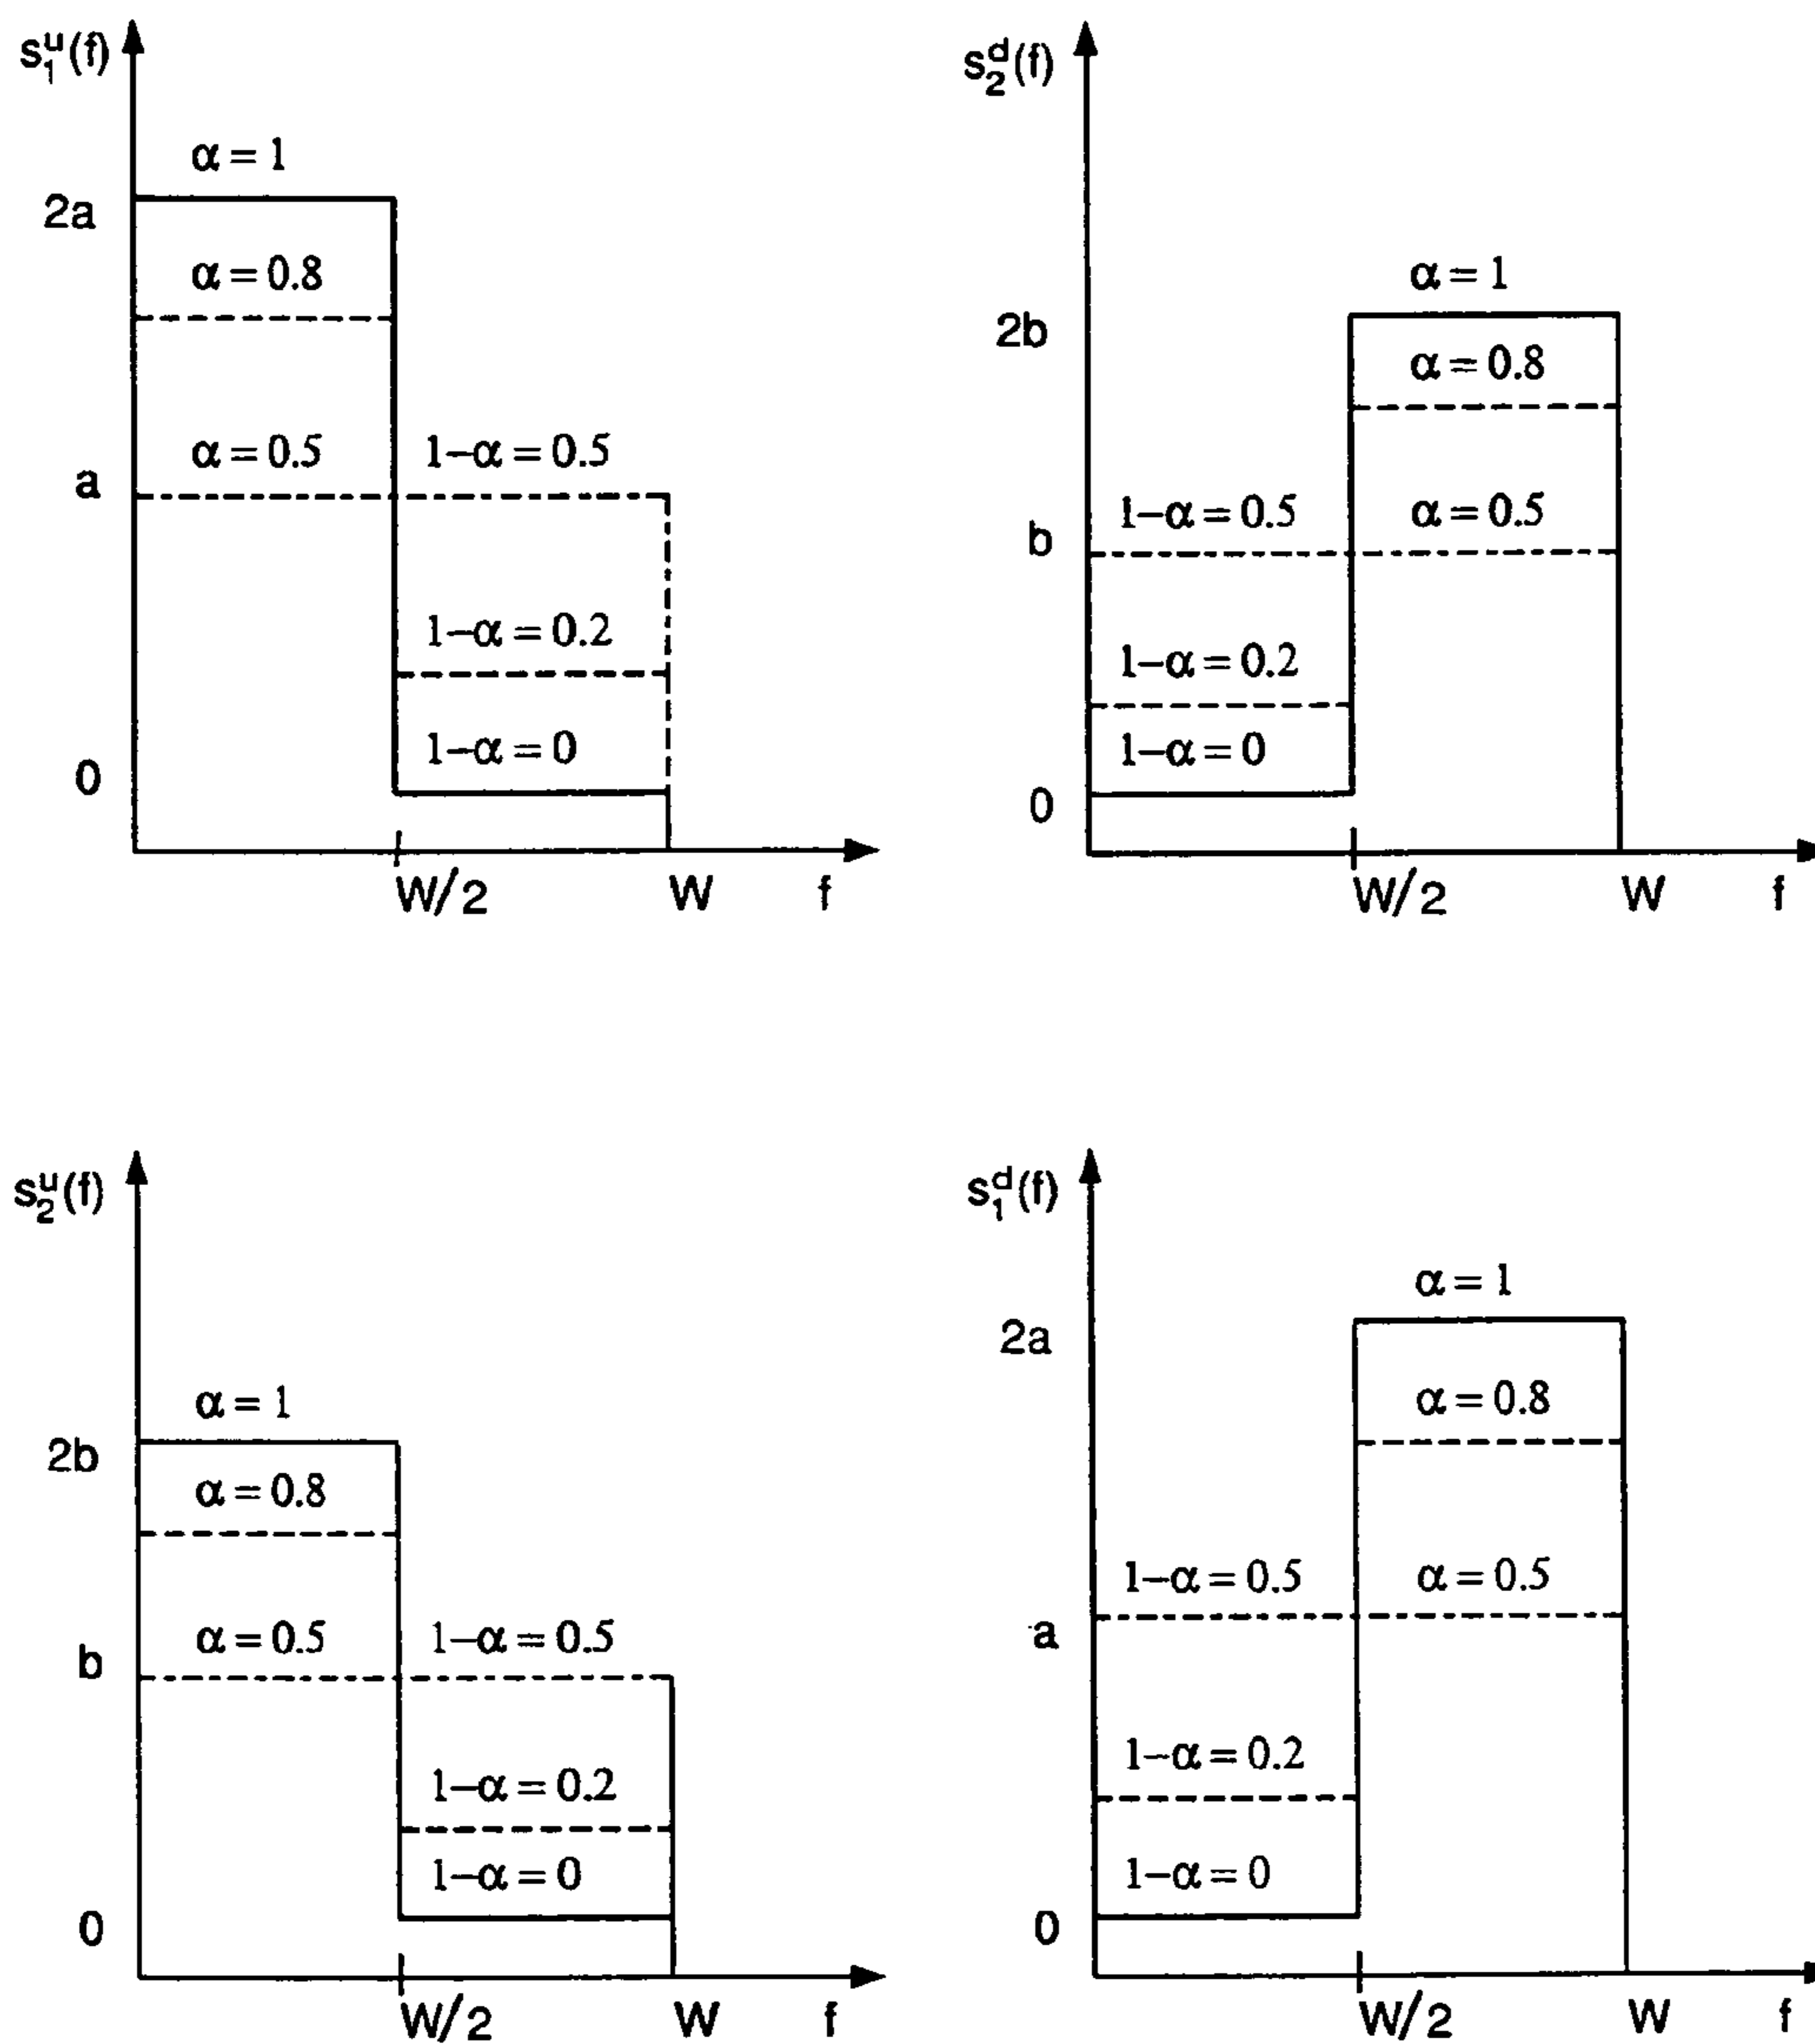 s₁ᵘ(f)
α = 1
2a
α = 0.8
α = 0.5
1–α = 0.5
a
1–α = 0.2
1–α = 0
0
W/2
W
f
s₂ᵈ(f)
α = 1
2b
α = 0.8
1–α = 0.5
α = 0.5
b
1–α = 0.2
1–α = 0
0
W/2
W
f
s₂ᵘ(f)
α = 1
2b
α = 0.8
α = 0.5
1–α = 0.5
b
1–α = 0.2
1–α = 0
0
W/2
W
f
s₁ᵈ(f)
α = 1
2a
α = 0.8
1–α = 0.5
α = 0.5
a
1–α = 0.2
1–α = 0
0
W/2
W
f